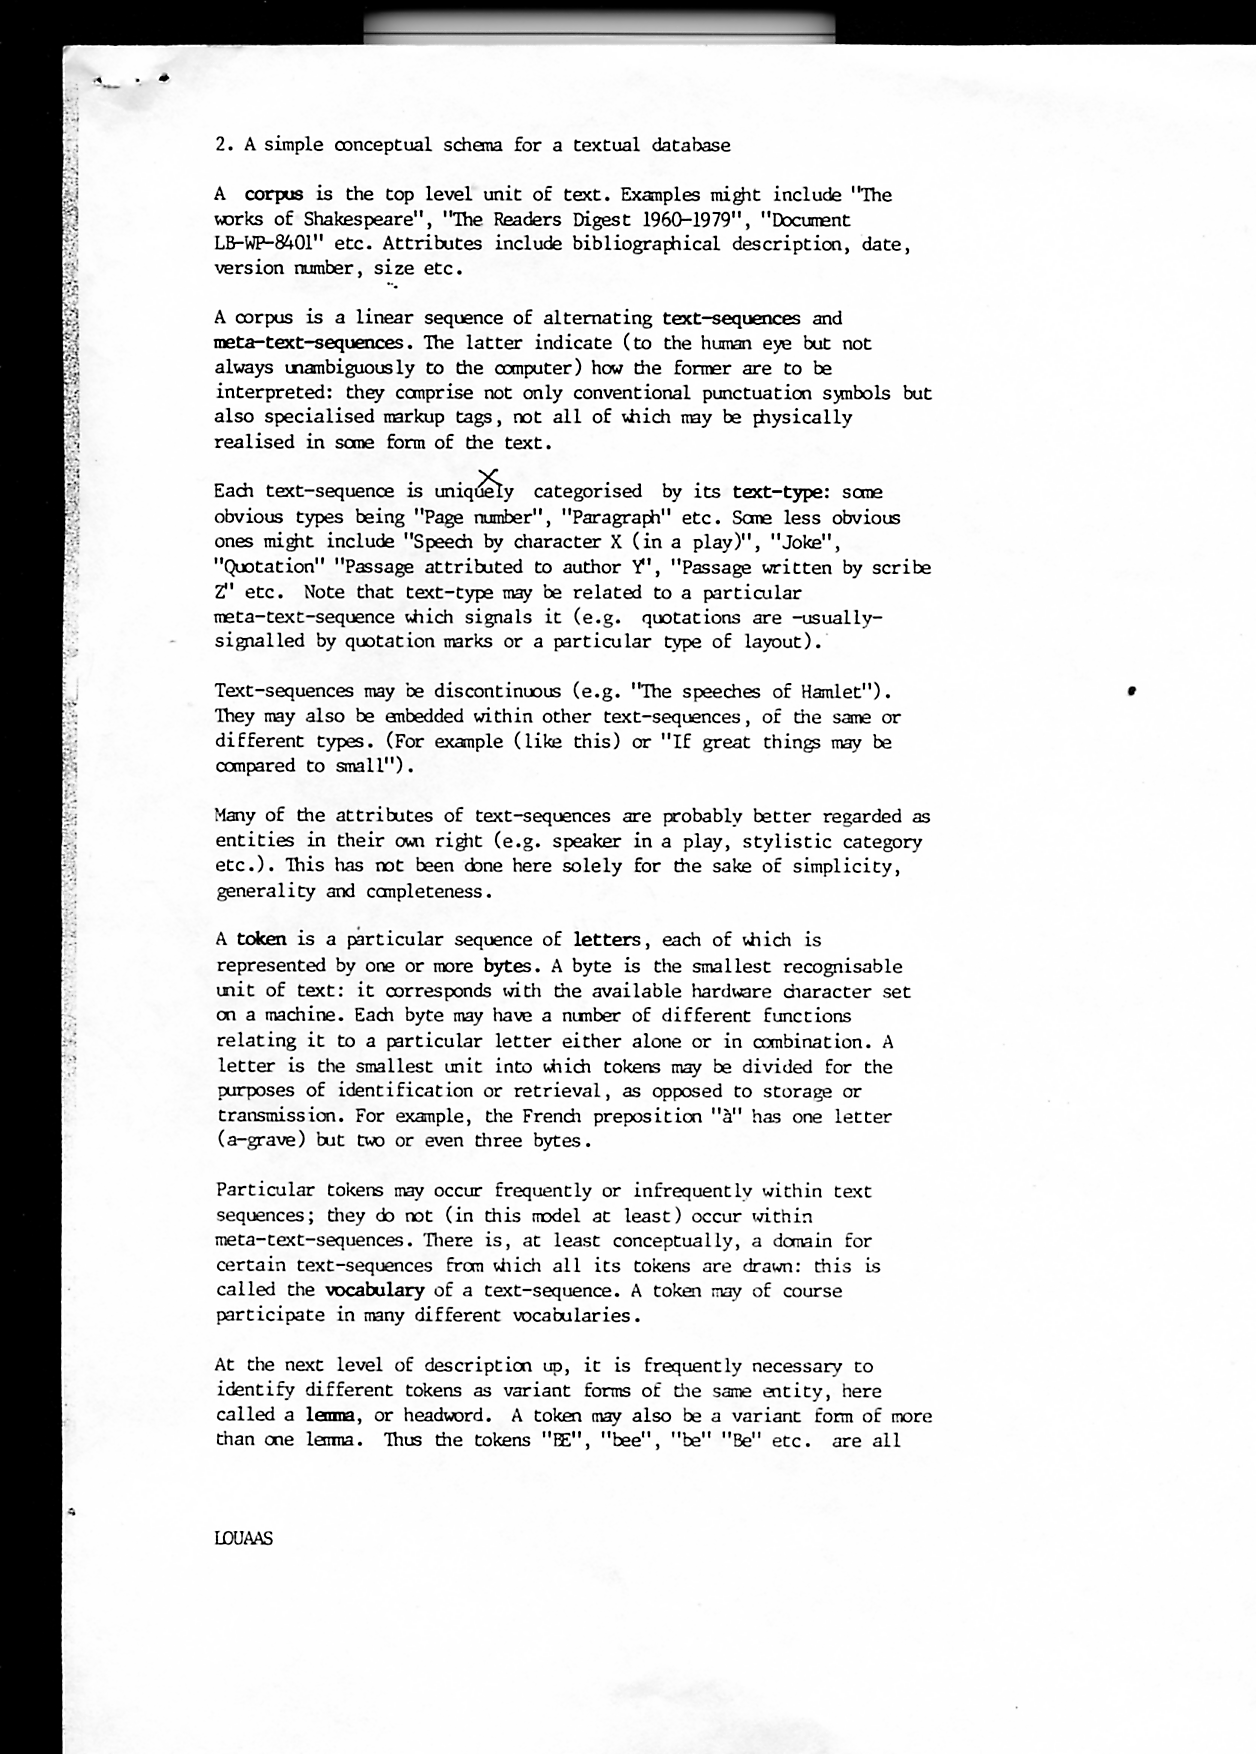 2. A simple conceptual schema for a textual database
A corpus is the top level unit of text. Examples might include "The
works of Shakespeare", "The Readers Digest 1960-1979", "Document
LB-WP-8401" etc. Attributes include bibliographical description, date,
version number, size etc.
A corpus is a linear sequence of alternating text-sequences and
meta-text-sequences. The latter indicate (to the human eye but not
always unambiguously to the computer) how the former are to be
interpreted: they comprise not only conventional punctuation symbols but
also specialised markup tags, not all of which may be physically
realised in some form of the text.
Each text-sequence is uniquely categorised by its text-type: some
obvious types being "Page number", "Paragraph" etc. Some less obvious
ones might include "Speech by character X (in a play)", "Joke",
"Quotation" "Passage attributed to author Y", "Passage written by scribe
Z" etc. Note that text-type may be related to a particular
meta-text-sequence which signals it (e.g. quotations are -usually-
signalled by quotation marks or a particular type of layout).
Text-sequences may be discontinuous (e.g. "The speeches of Hamlet").
They may also be embedded within other text-sequences, of the same or
different types. (For example (like this) or "If great things may be
compared to small").
Many of the attributes of text-sequences are probably better regarded as
entities in their own right (e.g. speaker in a play, stylistic category
etc.). This has not been done here solely for the sake of simplicity,
generality and completeness.
A token is a particular sequence of letters, each of which is
represented by one or more bytes. A byte is the smallest recognisable
unit of text: it corresponds with the available hardware character set
on a machine. Each byte may have a number of different functions
relating it to a particular letter either alone or in combination. A
letter is the smallest unit into which tokens may be divided for the
purposes of identification or retrieval, as opposed to storage or
transmission. For example, the French preposition "à" has one letter
(a-grave) but two or even three bytes.
Particular tokens may occur frequently or infrequently within text
sequences; they do not (in this model at least) occur within
meta-text-sequences. There is, at least conceptually, a domain for
certain text-sequences from which all its tokens are drawn: this is
called the vocabulary of a text-sequence. A token may of course
participate in many different vocabularies.
At the next level of description up, it is frequently necessary to
identify different tokens as variant forms of the same entity, here
called a lemma, or headword. A token may also be a variant form of more
than one lemma. Thus the tokens "BE", "bee", "be" "Be" etc. are all
LOUAAS